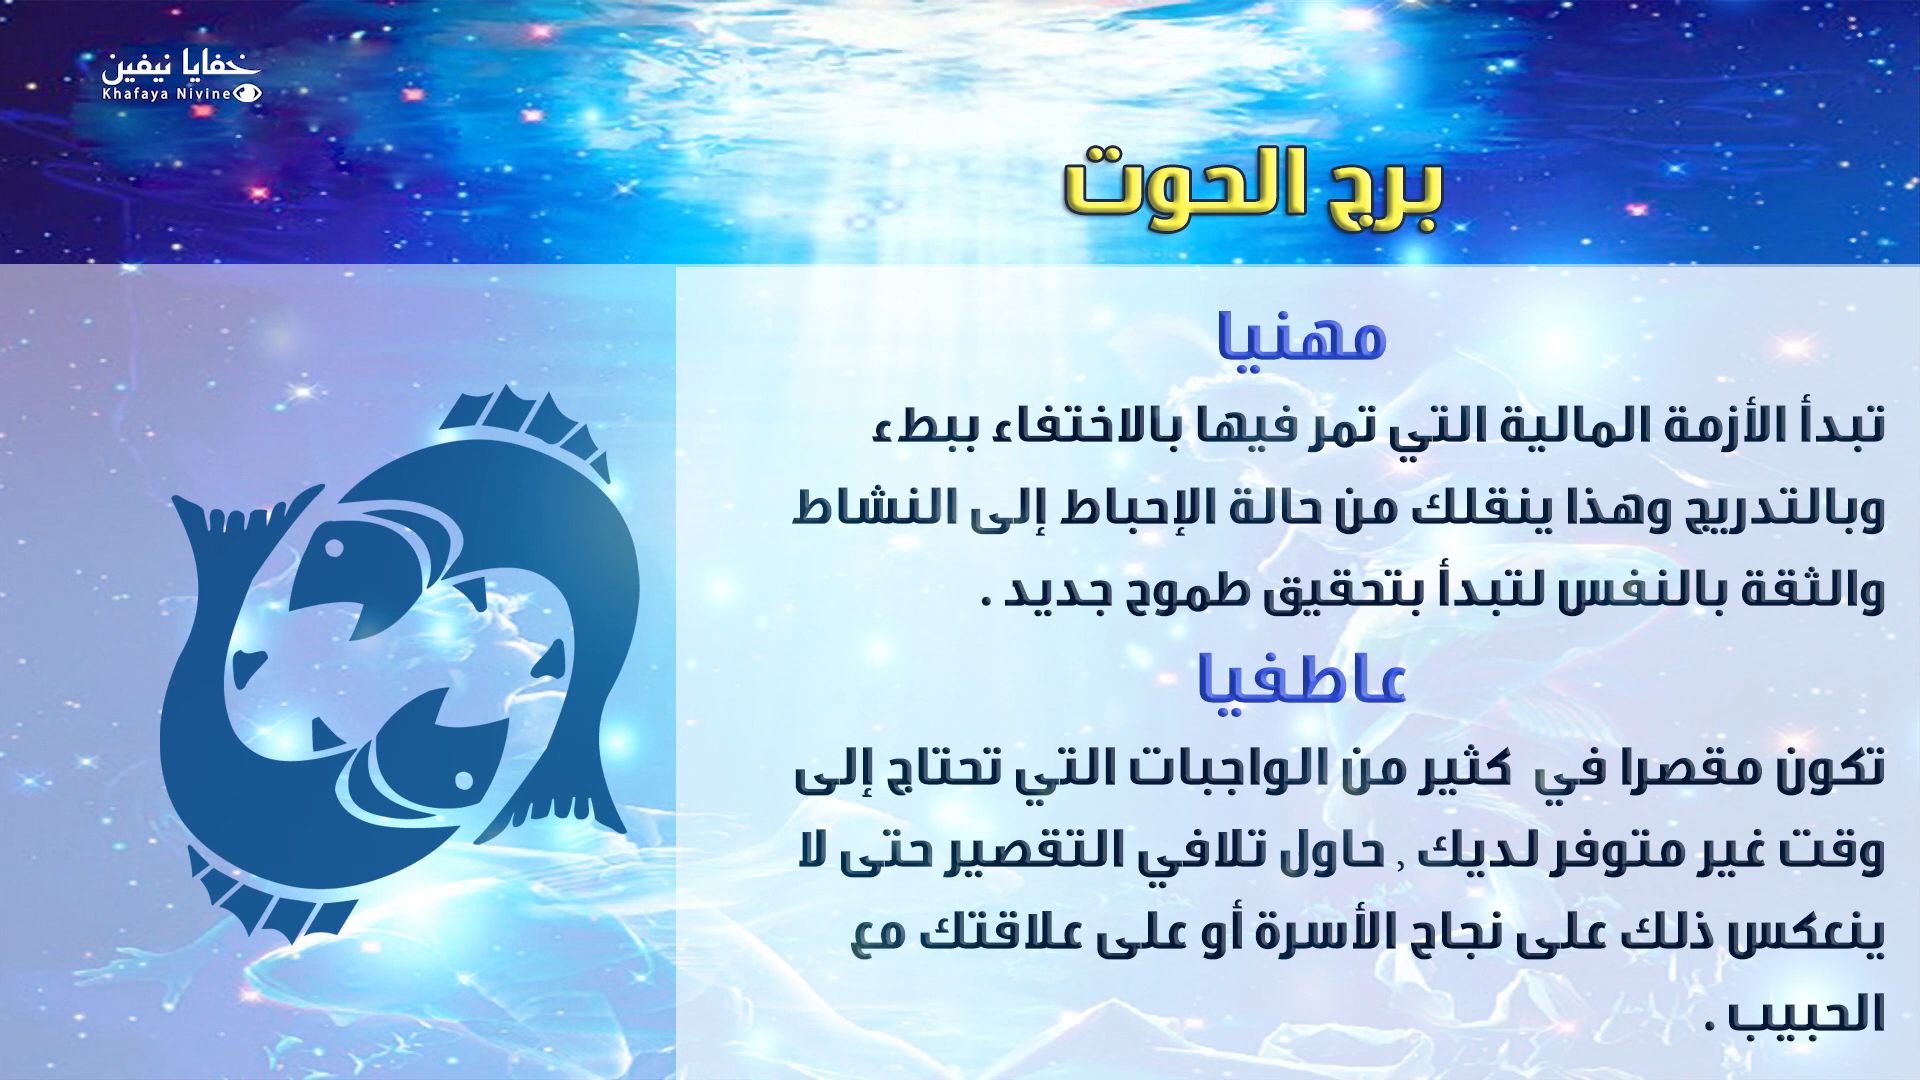 خفايا نيفين
Khafaya Nivine
برج الحوت
مهنيا
تبدأ الأزمة المالية التي تمر فيها بالاختفاء ببطء
وبالتدريج وهذا ينقلك من حالة الإحباط إلى النشاط
والثقة بالنفس لتبدأ بتحقيق طموح جديد .
عاطفيا
تكون مقصرا في كثير من الواجبات التي تحتاج إلى
وقت غير متوفر لديك , حاول تلافي التقصير حتى لا
ينعكس ذلك على نجاح الأسرة أو على علاقتك مع
الحبيب .